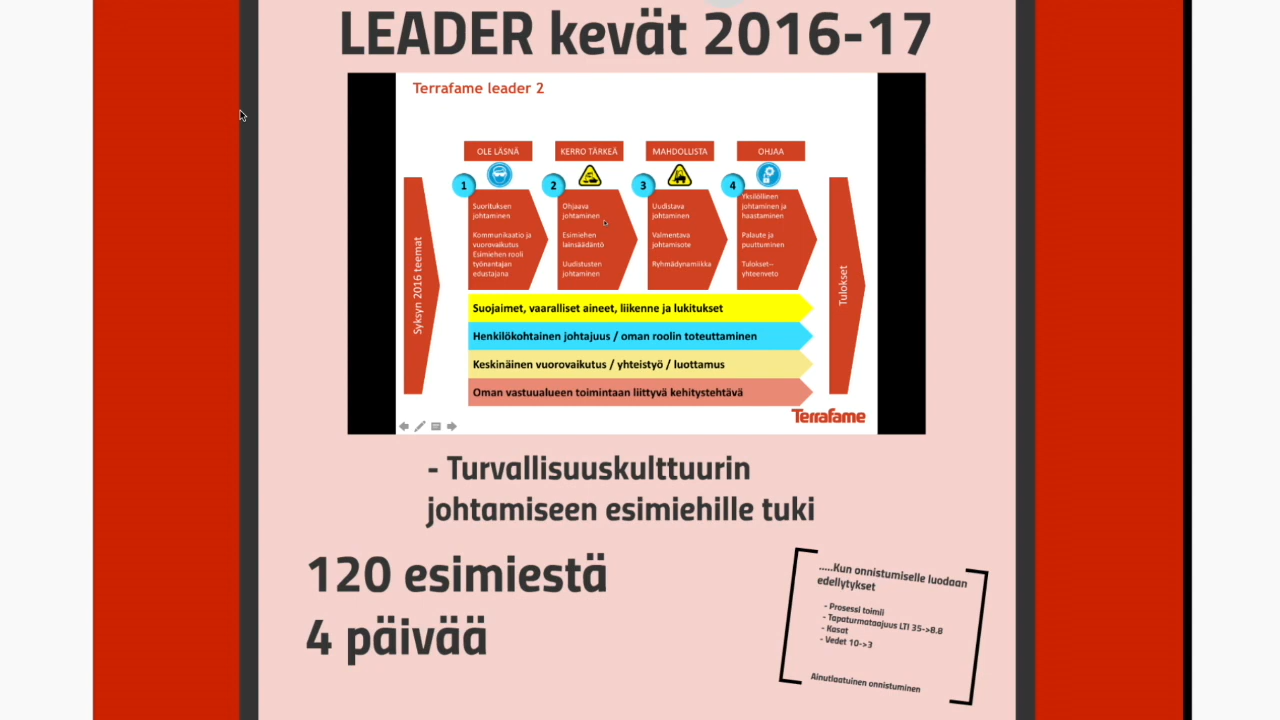 LEADER kevät 2016-17
Terrafame leader 2
OLE LÄSNÄ
KERRO TÄRKEÄ
MAHDOLLISTA
OHJAA
Syksyn 2016 teemat
1
Suorituksen
johtaminen
Kommunikaatio ja
vuorovaikutus
Esimiehen rooli
työnantajan
edustajana
2
Ohjaava
johtaminen
Esimiehen
lainsäädäntö
Uudistusten
johtaminen
3
Uudistava
johtaminen
Valmentava
johtamisote
Ryhmädynamiikka
4
Yksilöllinen
johtaminen ja
haastaminen
Palaute ja
puuttuminen
Tulokset--
yhteenveto
Tulokset
Suojaimet, vaaralliset aineet, liikenne ja lukitukset
Henkilökohtainen johtajuus / oman roolin toteuttaminen
Keskinäinen vuorovaikutus / yhteistyö / luottamus
Oman vastuualueen toimintaan liittyvä kehitystehtävä
Terrafame
- Turvallisuuskulttuurin
johtamiseen esimiehille tuki
120 esimiestä
4 päivää
.....Kun onnistumiselle luodaan
edellytykset
- Prosessi toimii
- Tapaturmataajuus LTI 35->8.8
- Kasat
- Vedet 10->3
Ainutlaatuinen onnistuminen